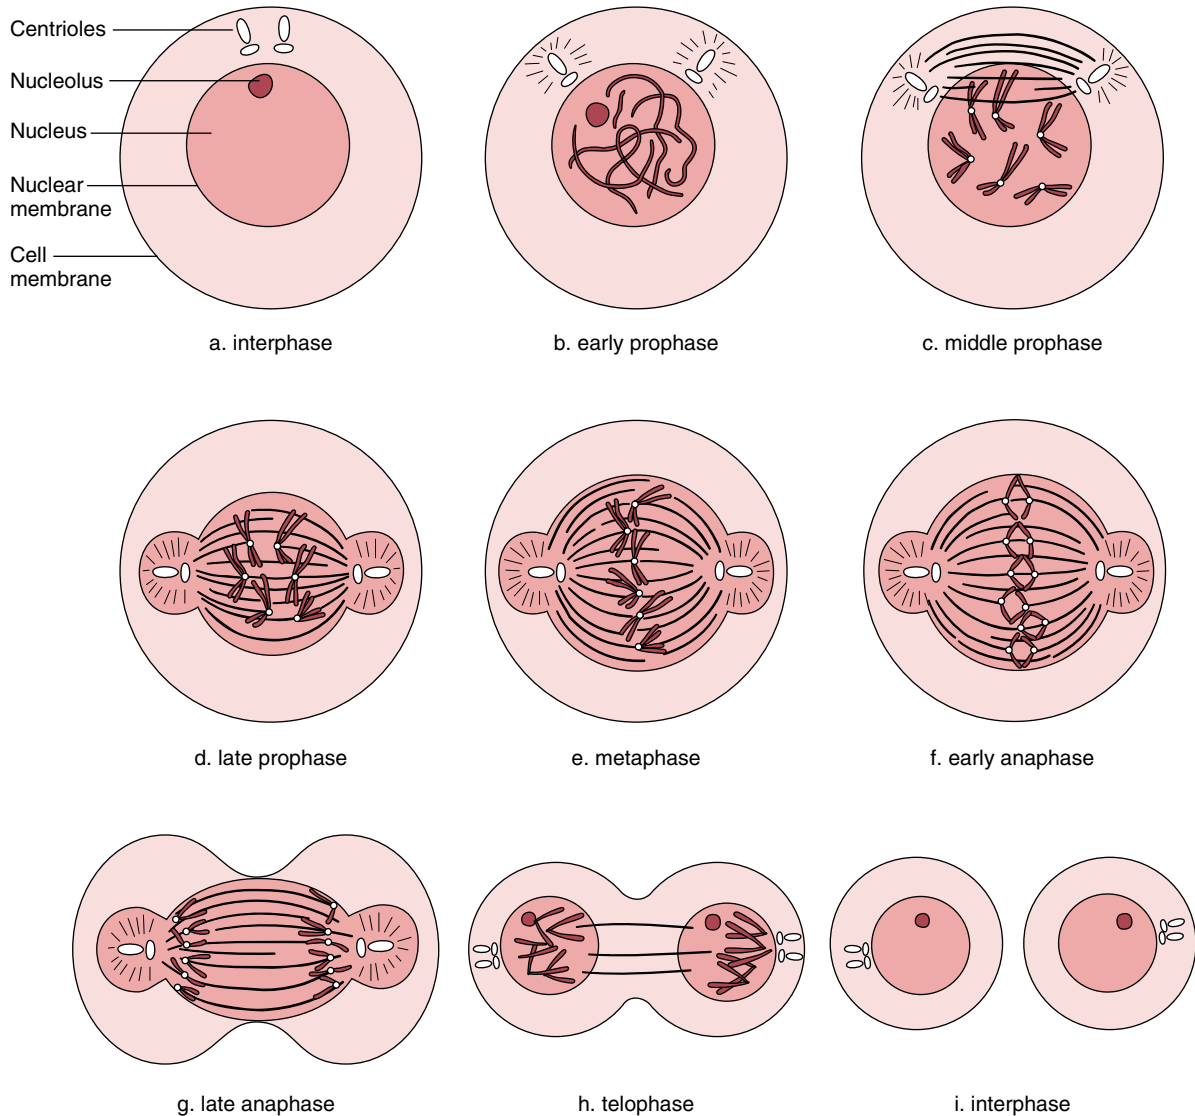 Centrioles
Nucleolus
Nucleus
Nuclear
membrane
Cell
membrane
a. interphase
b. early prophase
c. middle prophase
d. late prophase
e. metaphase
f. early anaphase
g. late anaphase
h. telophase
i. interphase